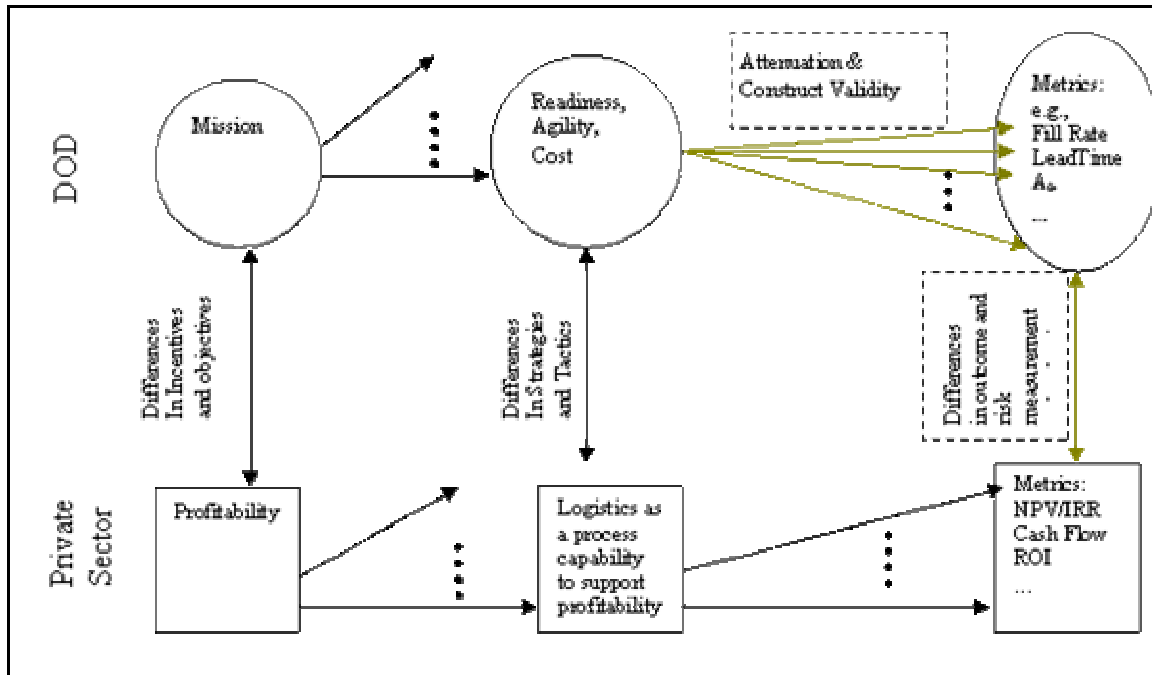 DOD
Mission
Readiness,
Agility,
Cost
Attenuation &
Construct Validity
Metrics:
e.g.,
Fill Rate
LeadTime
Ao
...
Differences
In Incentives
and objectives
Differences
In Strategies
and Tactics
Differences
in outcome and
risk
measurement
Private
Sector
Profitability
Logistics as
a process
capability
to support
profitability
Metrics:
NPV/IRR
Cash Flow
ROI
...